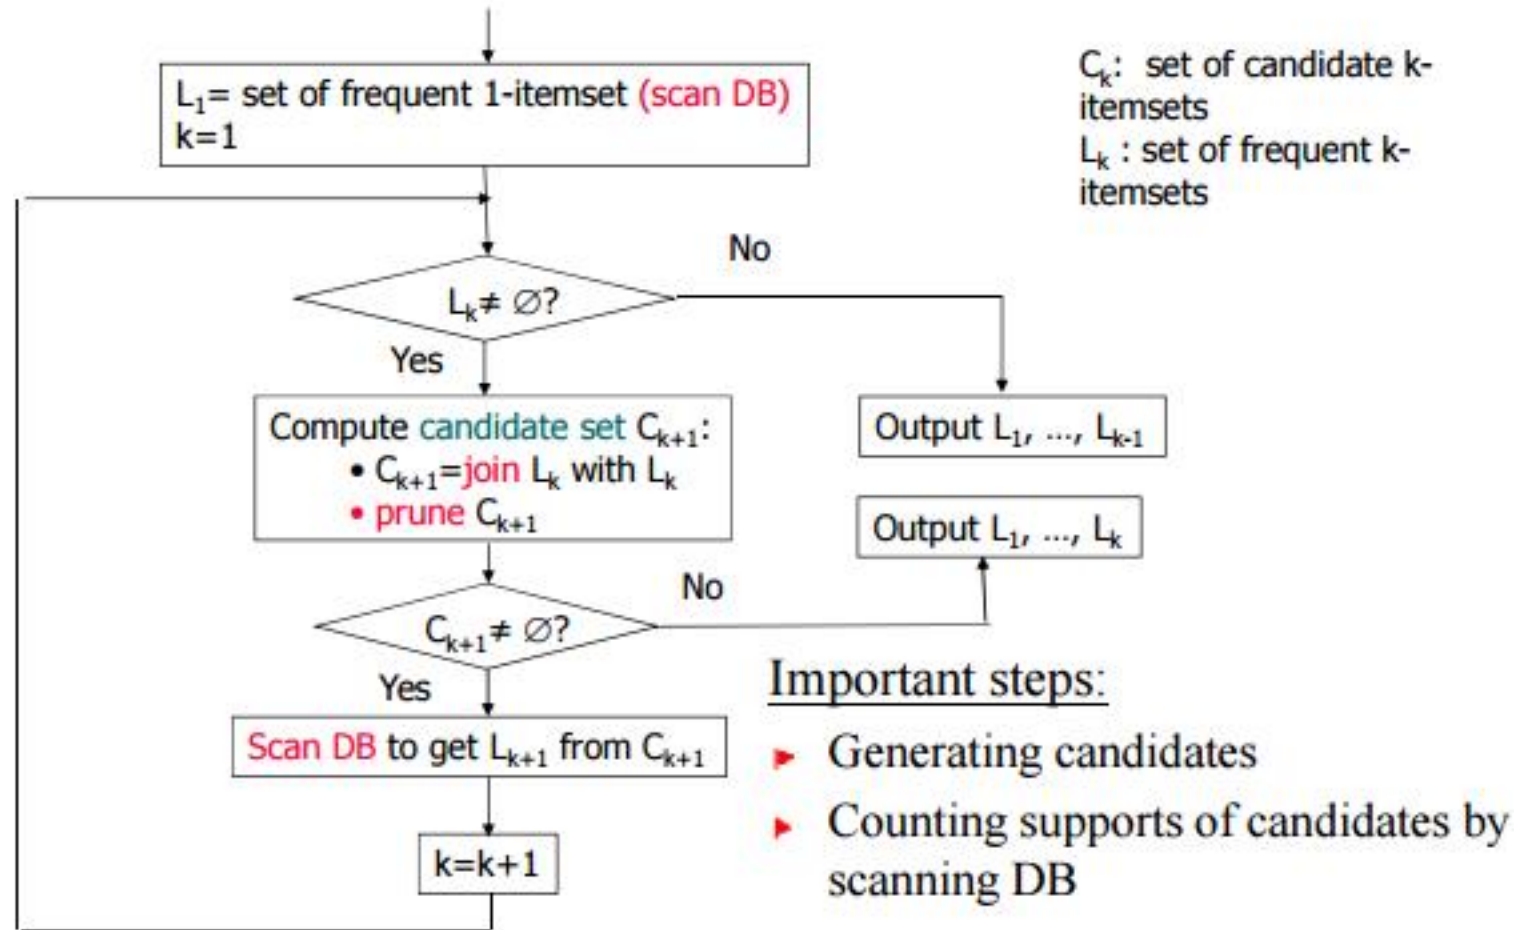 L₁= set of frequent 1-itemset (scan DB)
k=1
Cₖ: set of candidate k-
itemsets
Lₖ : set of frequent k-
itemsets
No
Lₖ≠ ∅?
Yes
Compute candidate set Cₖ₊₁:
• Cₖ₊₁=join Lₖ with Lₖ
• prune Cₖ₊₁
Output L₁, ..., Lₖ₋₁
Output L₁, ..., Lₖ
No
Cₖ₊₁≠ ∅?
Yes
Scan DB to get Lₖ₊₁ from Cₖ₊₁
k=k+1
Important steps:
► Generating candidates
► Counting supports of candidates by
scanning DB